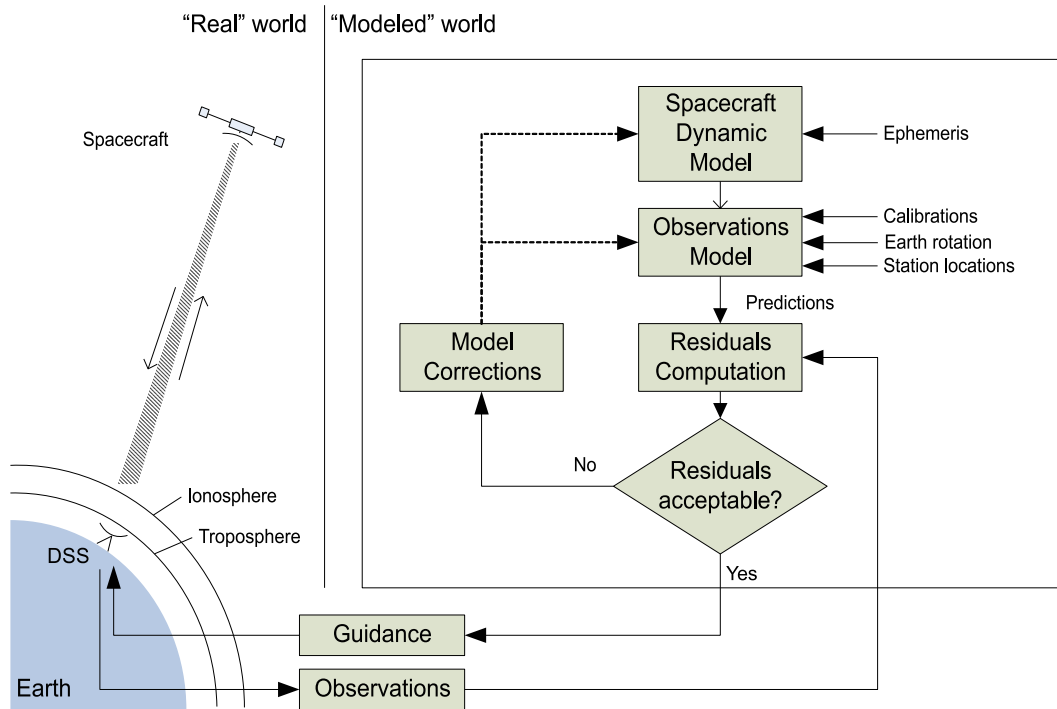 “Real” world
“Modeled” world
Spacecraft
Spacecraft
Dynamic
Model
Ephemeris
Observations
Model
Calibrations
Earth rotation
Station locations
Predictions
Model
Corrections
Residuals
Computation
No
Residuals
acceptable?
Yes
Ionosphere
Troposphere
DSS
Guidance
Earth
Observations